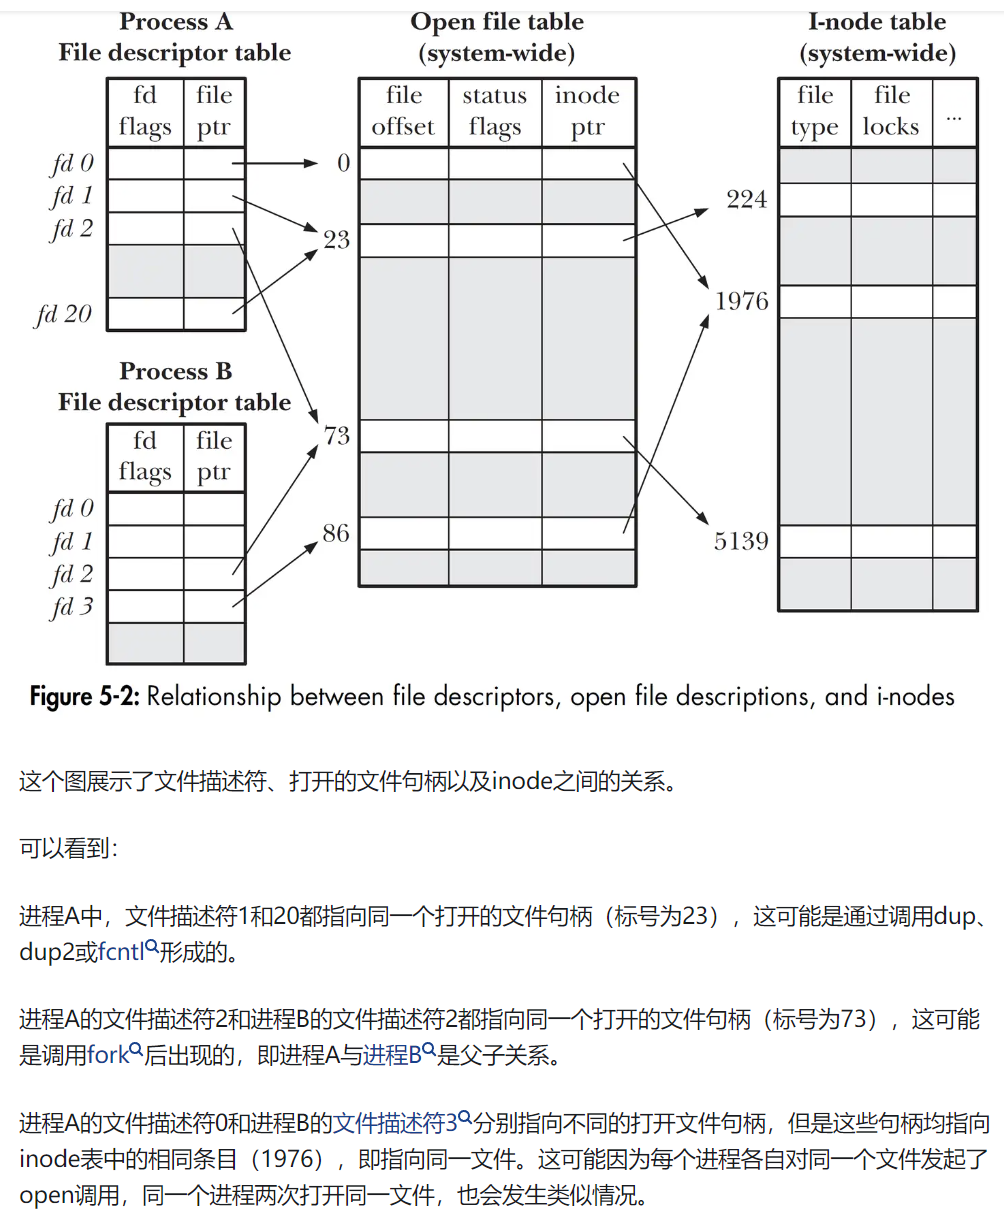 Process A
File descriptor table
fd flags
file ptr
fd 0
fd 1
fd 2
fd 20
Process B
File descriptor table
fd flags
file ptr
fd 0
fd 1
fd 2
fd 3
Open file table
(system-wide)
file offset
status flags
inode ptr
0
23
73
86
I-node table
(system-wide)
file type
file locks
...
224
1976
5139
Figure 5-2: Relationship between file descriptors, open file descriptions, and i-nodes
这个图展示了文件描述符、打开的文件句柄以及inode之间的关系。
可以看到：
进程A中，文件描述符1和20都指向同一个打开的文件句柄（标号为23），这可能是通过调用dup、
dup2或fcntl形成的。
进程A的文件描述符2和进程B的文件描述符2都指向同一个打开的文件句柄（标号为73），这可能
是调用fork后出现的，即进程A与进程B是父子关系。
进程A的文件描述符0和进程B的文件描述符3分别指向不同的打开文件句柄，但是这些句柄均指向
inode表中的相同条目（1976），即指向同一文件。这可能因为每个进程各自对同一个文件发起了
open调用，同一个进程两次打开同一文件，也会发生类似情况。